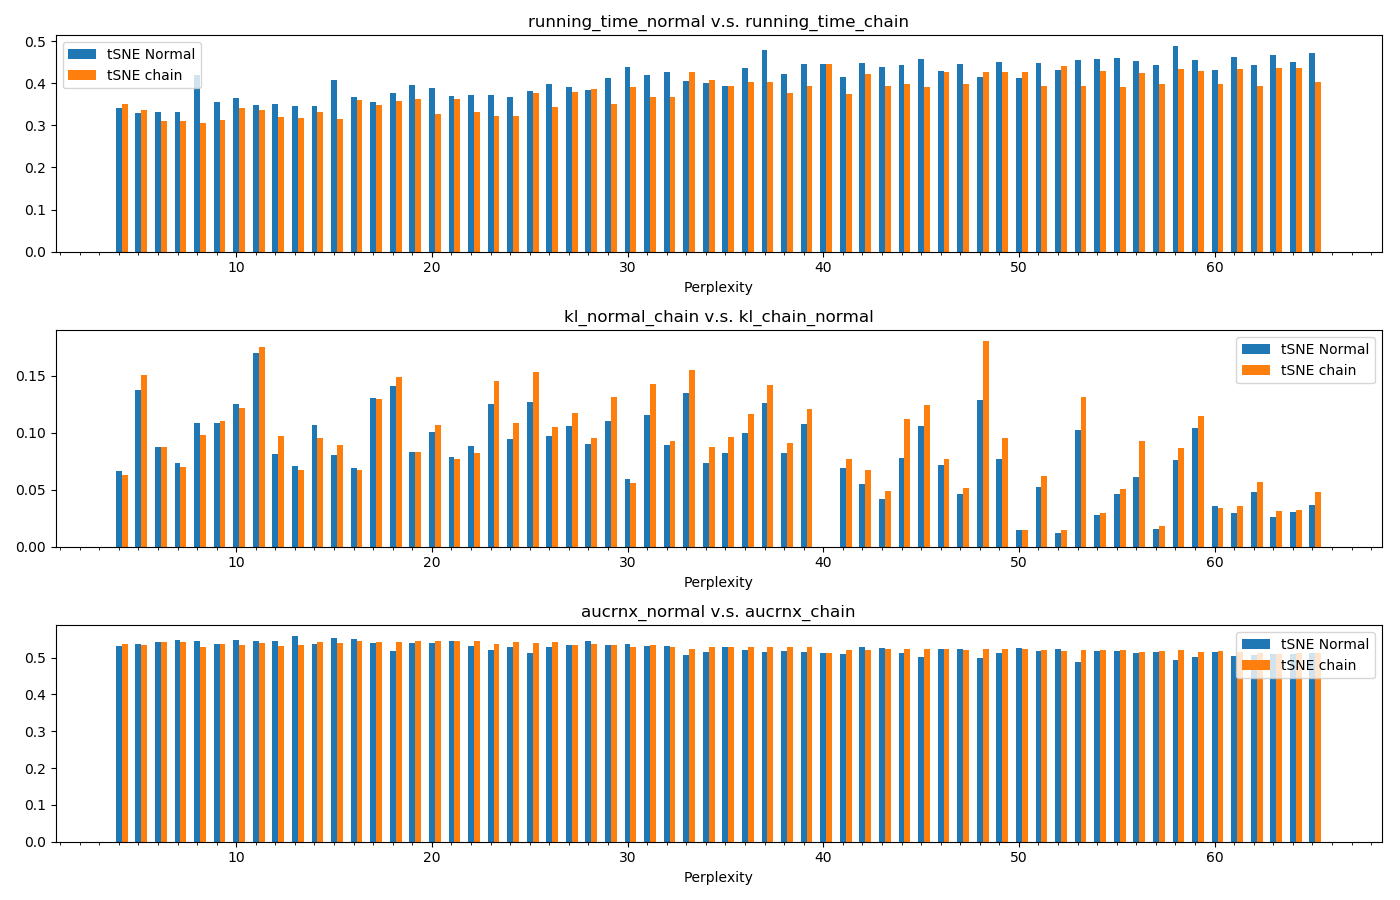 running_time_normal v.s. running_time_chain
tSNE Normal
tSNE chain
0.5
0.4
0.3
0.2
0.1
0.0
10 20 30 40 50 60
Perplexity
kl_normal_chain v.s. kl_chain_normal
tSNE Normal
tSNE chain
0.15
0.10
0.05
0.00
10 20 30 40 50 60
Perplexity
aucrnx_normal v.s. aucrnx_chain
tSNE Normal
tSNE chain
0.5
0.4
0.3
0.2
0.1
0.0
10 20 30 40 50 60
Perplexity